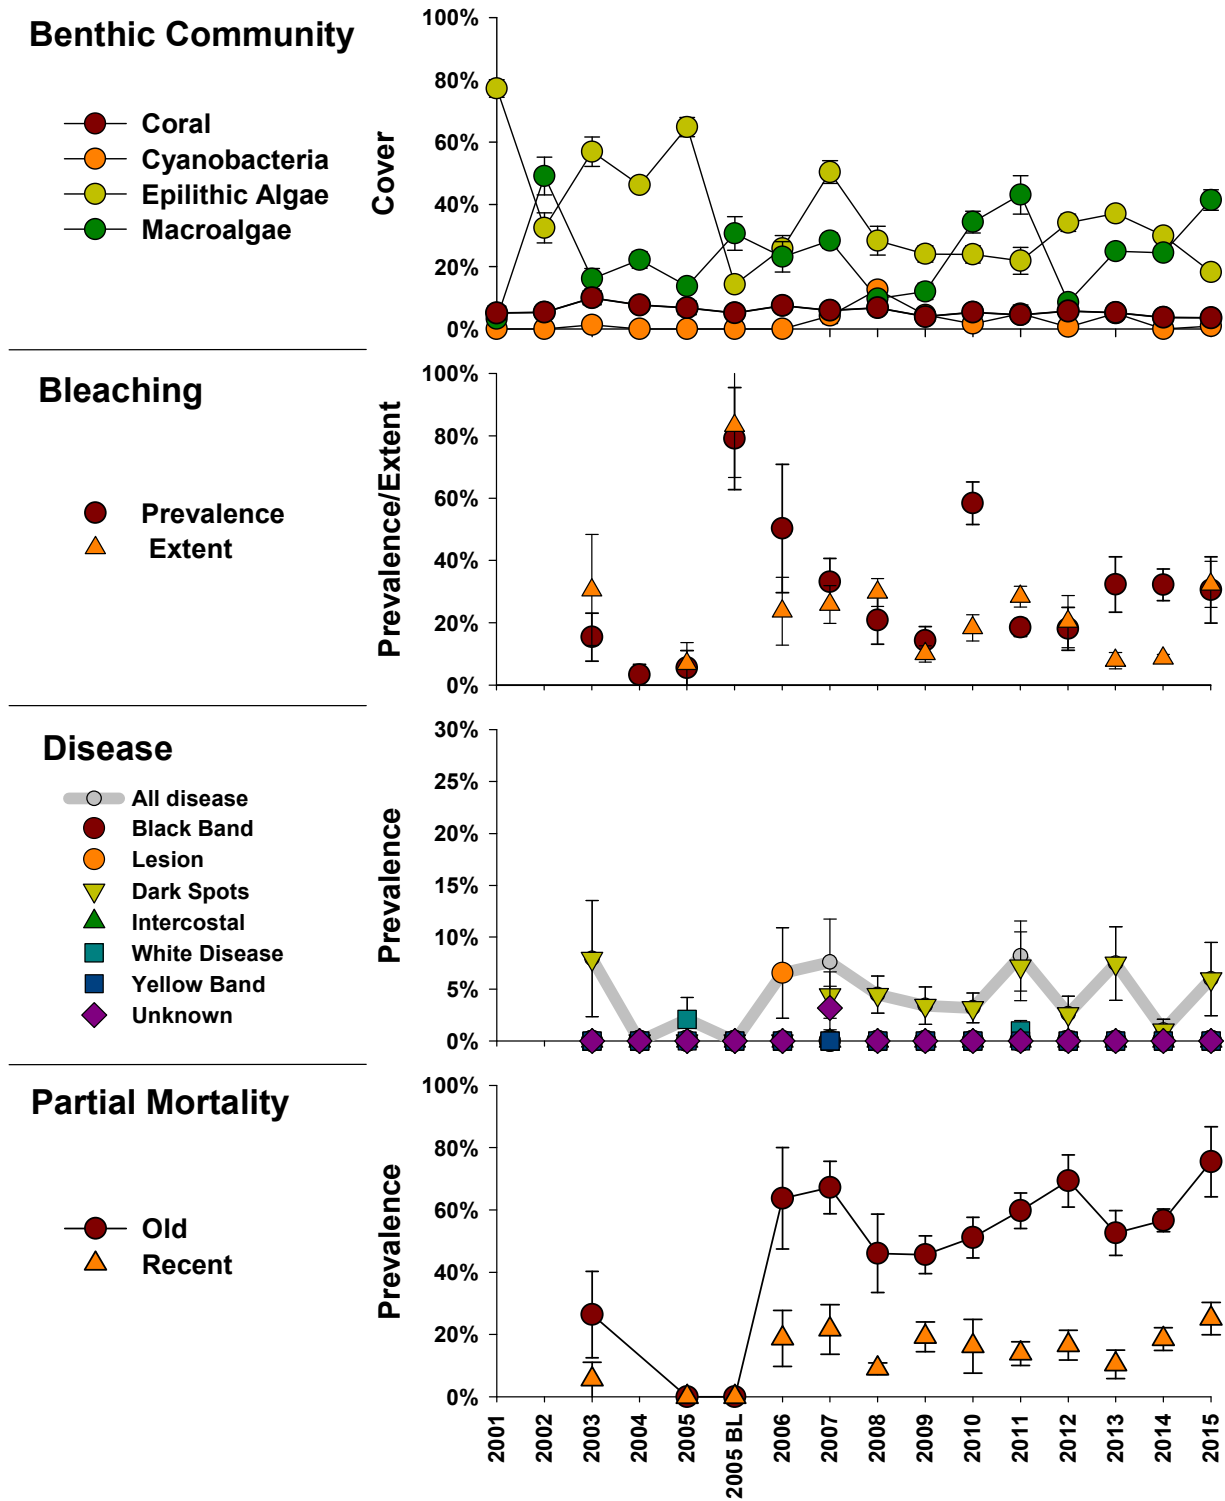 Benthic Community
Coral
Cyanobacteria
Epilithic Algae
Macroalgae
Cover
100%
80%
60%
40%
20%
0%
Bleaching
Prevalence
Extent
Prevalence/Extent
100%
80%
60%
40%
20%
0%
Disease
All disease
Black Band
Lesion
Dark Spots
Intercostal
White Disease
Yellow Band
Unknown
Prevalence
30%
25%
20%
15%
10%
5%
0%
Partial Mortality
Old
Recent
Prevalence
100%
80%
60%
40%
20%
0%
2001
2002
2003
2004
2005
2005 BL
2006
2007
2008
2009
2010
2011
2012
2013
2014
2015